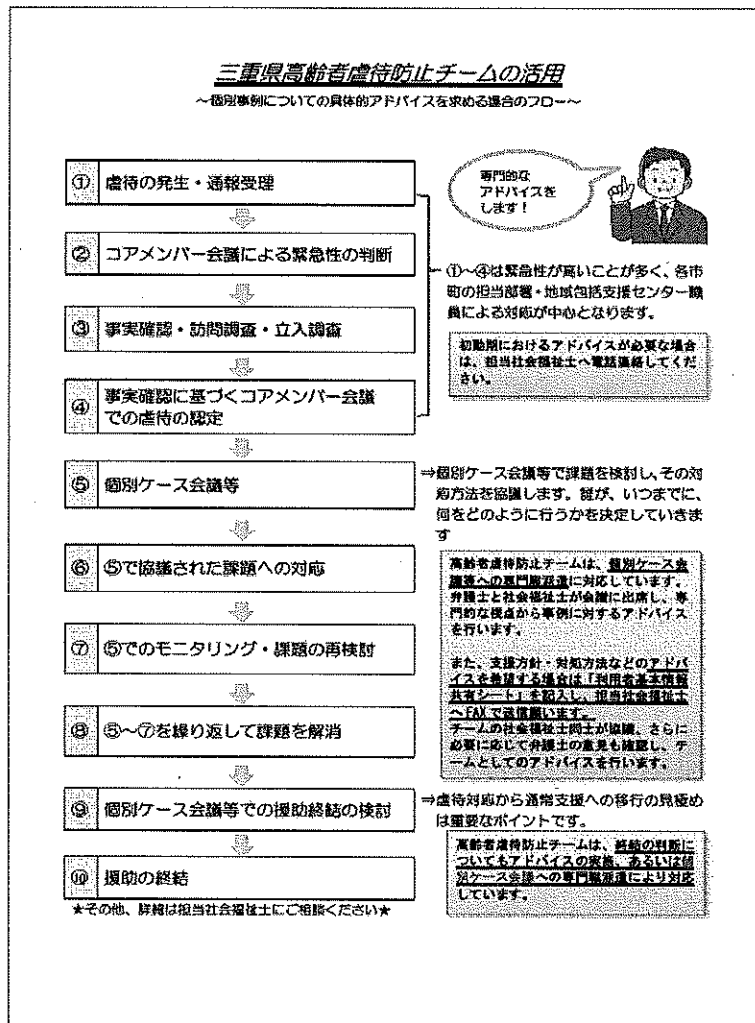 三重県高齢者虐待防止チームの活用
～個別事例についての具体的アドバイスを求める場合のフロー～
① 虐待の発生・通報受理
専門的な
アドバイスを
します！
② コアメンバー会議による緊急性の判断
①～④は緊急性が高いことが多く、各市
町の担当部署・地域包括支援センター職
員による対応が中心となります。
③ 事実確認・訪問調査・立入調査
初動期におけるアドバイスが必要な場合
は、担当社会福祉士へ電話連絡してくだ
さい。
④ 事実確認に基づくコアメンバー会議
での虐待の認定
⑤ 個別ケース会議等
⇒個別ケース会議等で課題を検討し、その対
応方法を協議します。誰が、いつまでに、
何をどのように行うかを決定していきま
す
⑥ ⑤で協議された課題への対応
高齢者虐待防止チームは、個別ケース会
議等への専門職派遣に対応しています。
弁護士と社会福祉士が会議に出席し、専
門的な視点から事例に対するアドバイス
を行います。
⑦ ⑤でのモニタリング・課題の再検討
また、支援方針・対処方法などのアドバ
イスを希望する場合は「利用者基本情報
共有シート」を記入し、担当社会福祉士
へFAXで送信願います。
チームの社会福祉士同士が協議、さらに
必要に応じて弁護士の意見も確認し、チ
ームとしてのアドバイスを行います。
⑧ ⑤～⑦を繰り返して課題を解消
⑨ 個別ケース会議等での援助終結の検討
⇒虐待対応から通常支援への移行の見極め
は重要なポイントです。
高齢者虐待防止チームは、終結の判断に
ついてもアドバイスの実施、あるいは個
別ケース会議への専門職派遣により対応
しています。
⑩ 援助の終結
★その他、詳細は担当社会福祉士にご相談ください★